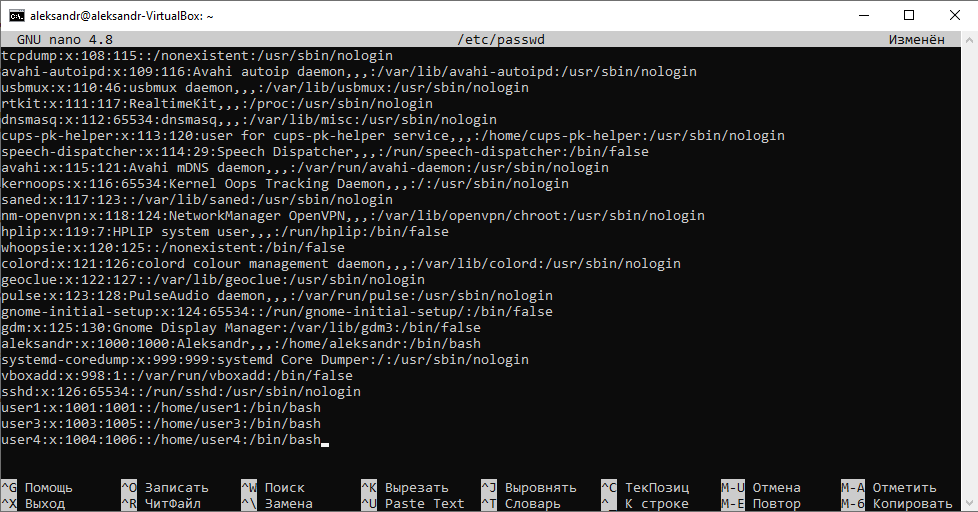 aleksandr@aleksandr-VirtualBox: ~
GNU nano 4.8 /etc/passwd Изменён
tcpdump:x:108:115::/nonexistent:/usr/sbin/nologin
avahi-autoipd:x:109:116:Avahi autoip daemon,,,:/var/lib/avahi-autoipd:/usr/sbin/nologin
usbmux:x:110:46:usbmux daemon,,,:/var/lib/usbmux:/usr/sbin/nologin
rtkit:x:111:117:RealtimeKit,,,:/proc:/usr/sbin/nologin
dnsmasq:x:112:65534:dnsmasq,,,:/var/lib/misc:/usr/sbin/nologin
cups-pk-helper:x:113:120:user for cups-pk-helper service,,,:/home/cups-pk-helper:/usr/sbin/nologin
speech-dispatcher:x:114:29:Speech Dispatcher,,,:/run/speech-dispatcher:/bin/false
avahi:x:115:121:Avahi mDNS daemon,,,:/var/run/avahi-daemon:/usr/sbin/nologin
kernoops:x:116:65534:Kernel Oops Tracking Daemon,,,:/:/usr/sbin/nologin
saned:x:117:123::/var/lib/saned:/usr/sbin/nologin
nm-openvpn:x:118:124:NetworkManager OpenVPN,,,:/var/lib/openvpn/chroot:/usr/sbin/nologin
hplip:x:119:7:HPLIP system user,,,:/run/hplip:/bin/false
whoopsie:x:120:125::/nonexistent:/bin/false
colord:x:121:126:colord colour management daemon,,,:/var/lib/colord:/usr/sbin/nologin
geoclue:x:122:127::/var/lib/geoclue:/usr/sbin/nologin
pulse:x:123:128:PulseAudio daemon,,,:/var/run/pulse:/usr/sbin/nologin
gnome-initial-setup:x:124:65534::/run/gnome-initial-setup/:/bin/false
gdm:x:125:130:Gnome Display Manager:/var/lib/gdm3:/bin/false
aleksandr:x:1000:1000:Aleksandr,,,:/home/aleksandr:/bin/bash
systemd-coredump:x:999:999:systemd Core Dumper:/:/usr/sbin/nologin
vboxadd:x:998:1::/var/run/vboxadd:/bin/false
sshd:x:126:65534::/run/sshd:/usr/sbin/nologin
user1:x:1001:1001::/home/user1:/bin/bash
user3:x:1003:1005::/home/user3:/bin/bash
user4:x:1004:1006::/home/user4:/bin/bash
^G Помощь ^O Записать ^W Поиск ^K Вырезать ^J Выровнять ^C ТекПозиц M-U Отмена M-A Отметить
^X Выход ^R ЧитФайл ^\ Замена ^U Paste Text ^T Словарь ^_ К строке M-E Повтор M-6 Копировать